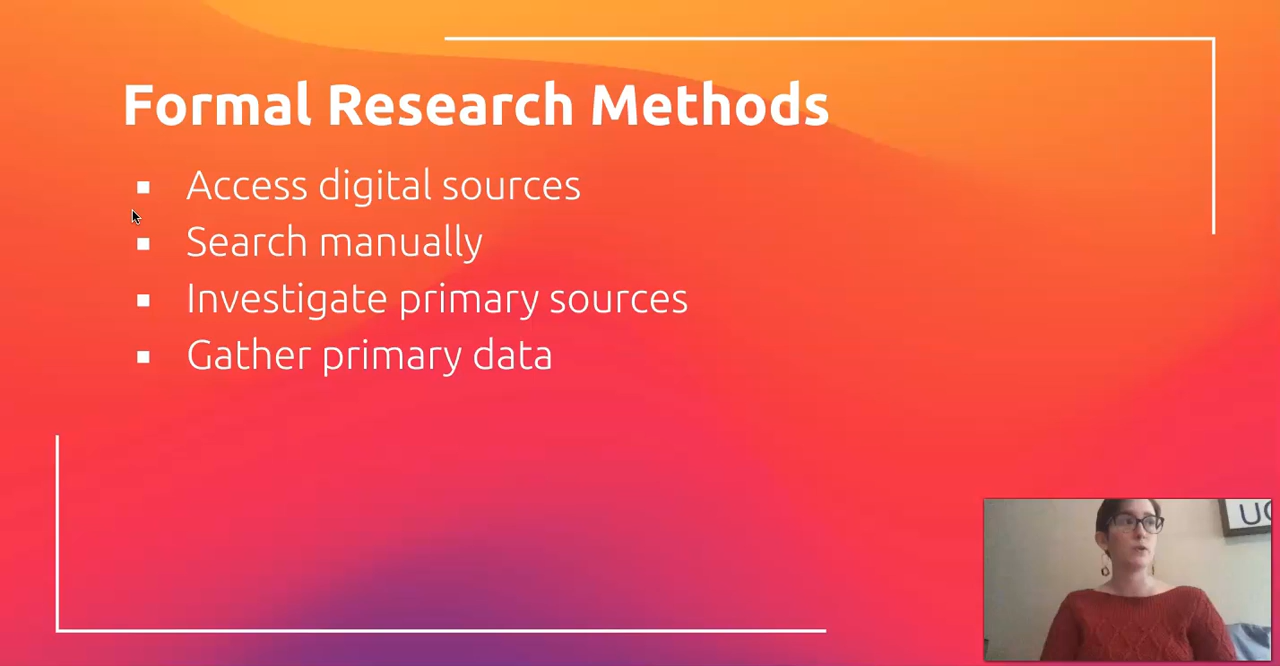 Formal Research Methods
Access digital sources
Search manually
Investigate primary sources
Gather primary data